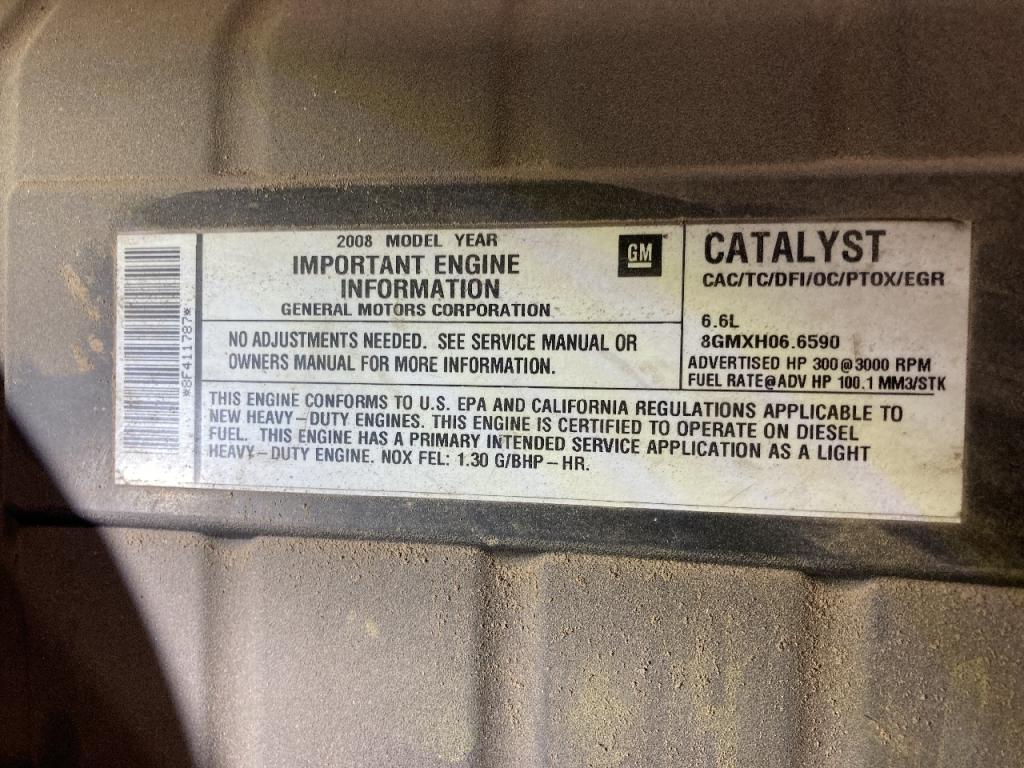 *8F411787*
2008 MODEL YEAR
IMPORTANT ENGINE
INFORMATION
GENERAL MOTORS CORPORATION
GM
NO ADJUSTMENTS NEEDED. SEE SERVICE MANUAL OR
OWNERS MANUAL FOR MORE INFORMATION.
CATALYST
CAC/TC/DFI/OC/PTOX/EGR
6.6L
8GMXH06.6590
ADVERTISED HP 300@3000 RPM
FUEL RATE@ADV HP 100.1 MM3/STK
THIS ENGINE CONFORMS TO U.S. EPA AND CALIFORNIA REGULATIONS APPLICABLE TO
NEW HEAVY-DUTY ENGINES. THIS ENGINE IS CERTIFIED TO OPERATE ON DIESEL
FUEL. THIS ENGINE HAS A PRIMARY INTENDED SERVICE APPLICATION AS A LIGHT
HEAVY-DUTY ENGINE. NOX FEL: 1.30 G/BHP-HR.